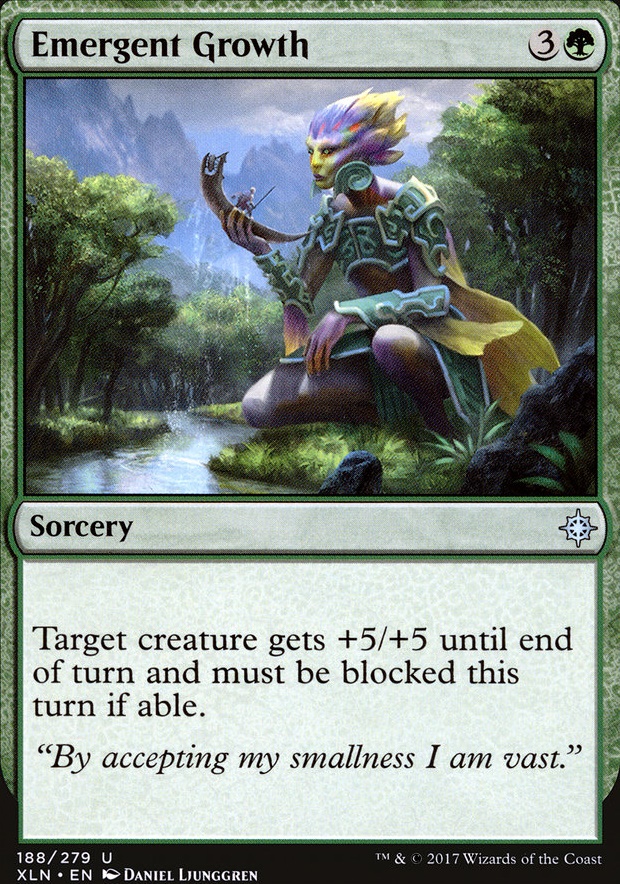 Emergent Growth 3
Sorcery
Target creature gets +5/+5 until end
of turn and must be blocked this
turn if able.
“By accepting my smallness I am vast.”
188/279 U
XLN • EN Daniel Ljunggren
™ & © 2017 Wizards of the Coast